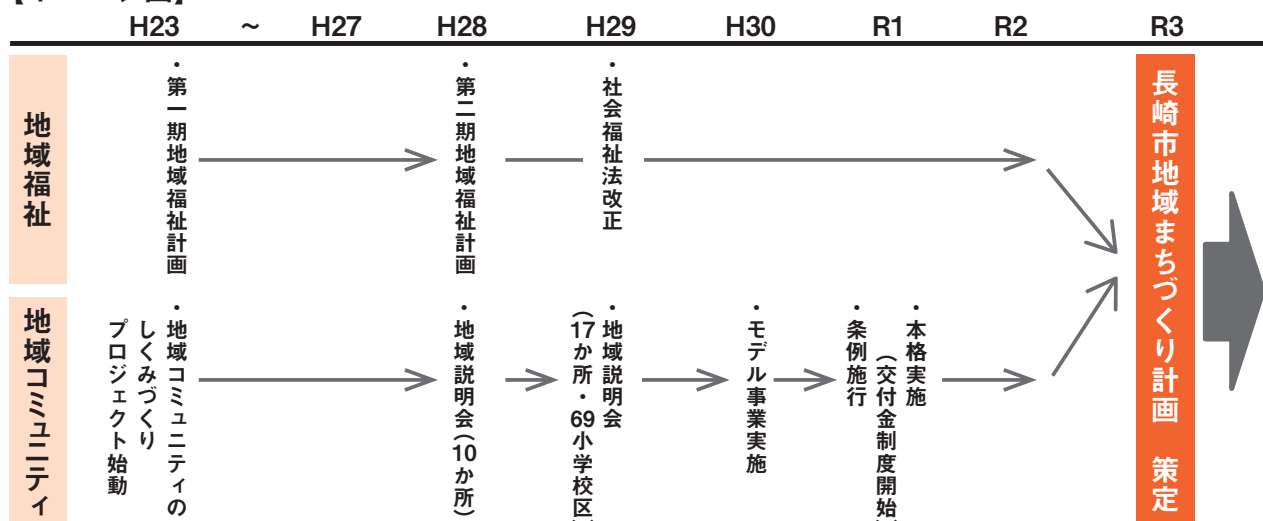 H23 ～ H27 H28 H29 H30 R1 R2 R3
地域福祉
・第一期地域福祉計画
・第二期地域福祉計画
・社会福祉法改正
地域コミュニティ
・地域コミュニティの
しくみづくり
プロジェクト始動
・地域説明会(10か所)
・地域説明会
(17か所・69小学校区)
・モデル事業実施
・本格実施
(交付金制度開始)
・条例施行
長崎市地域まちづくり計画 策定